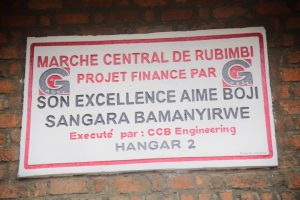 MARCHE CENTRAL DE RUBIMBI
PROJET FINANCE PAR
SON EXCELLENCE AIME BOJI
SANGARA BAMANYIRWE
Executé par : CCB Engineering
HANGAR 2